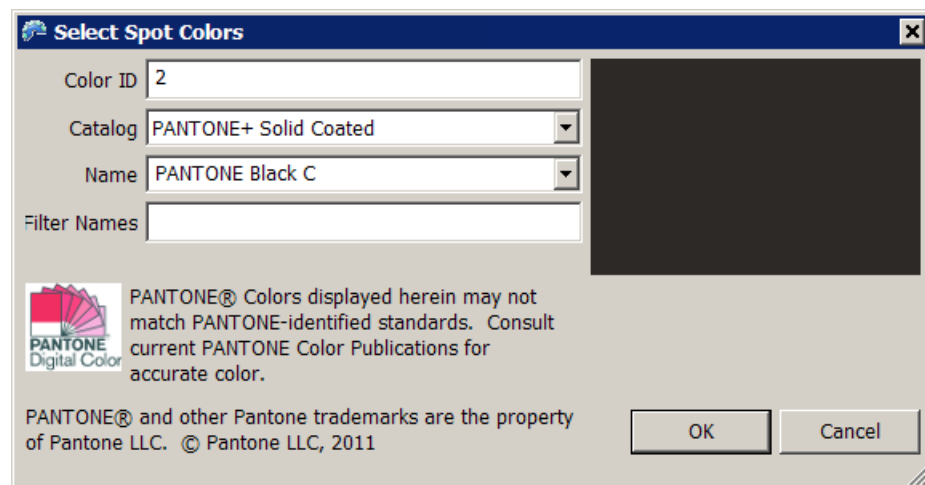 Select Spot Colors
Color ID 2
Catalog PANTONE+ Solid Coated
Name PANTONE Black C
Filter Names
PANTONE® Colors displayed herein may not
match PANTONE-identified standards. Consult
current PANTONE Color Publications for
accurate color.
PANTONE®
Digital Color
PANTONE® and other Pantone trademarks are the property
of Pantone LLC. © Pantone LLC, 2011
OK Cancel